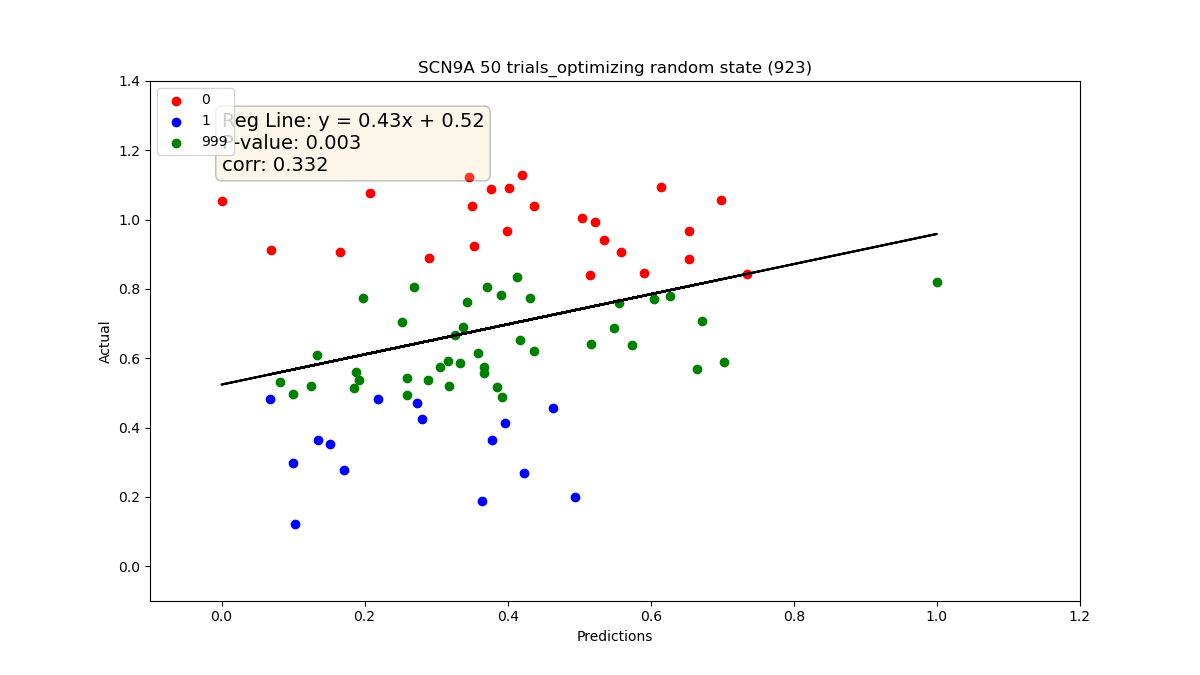 SCN9A 50 trials_optimizing random state (923)
0
1
999
Reg Line: y = 0.43x + 0.52
P-value: 0.003
corr: 0.332
Actual
1.4
1.2
1.0
0.8
0.6
0.4
0.2
0.0
0.0 0.2 0.4 0.6 0.8 1.0 1.2
Predictions